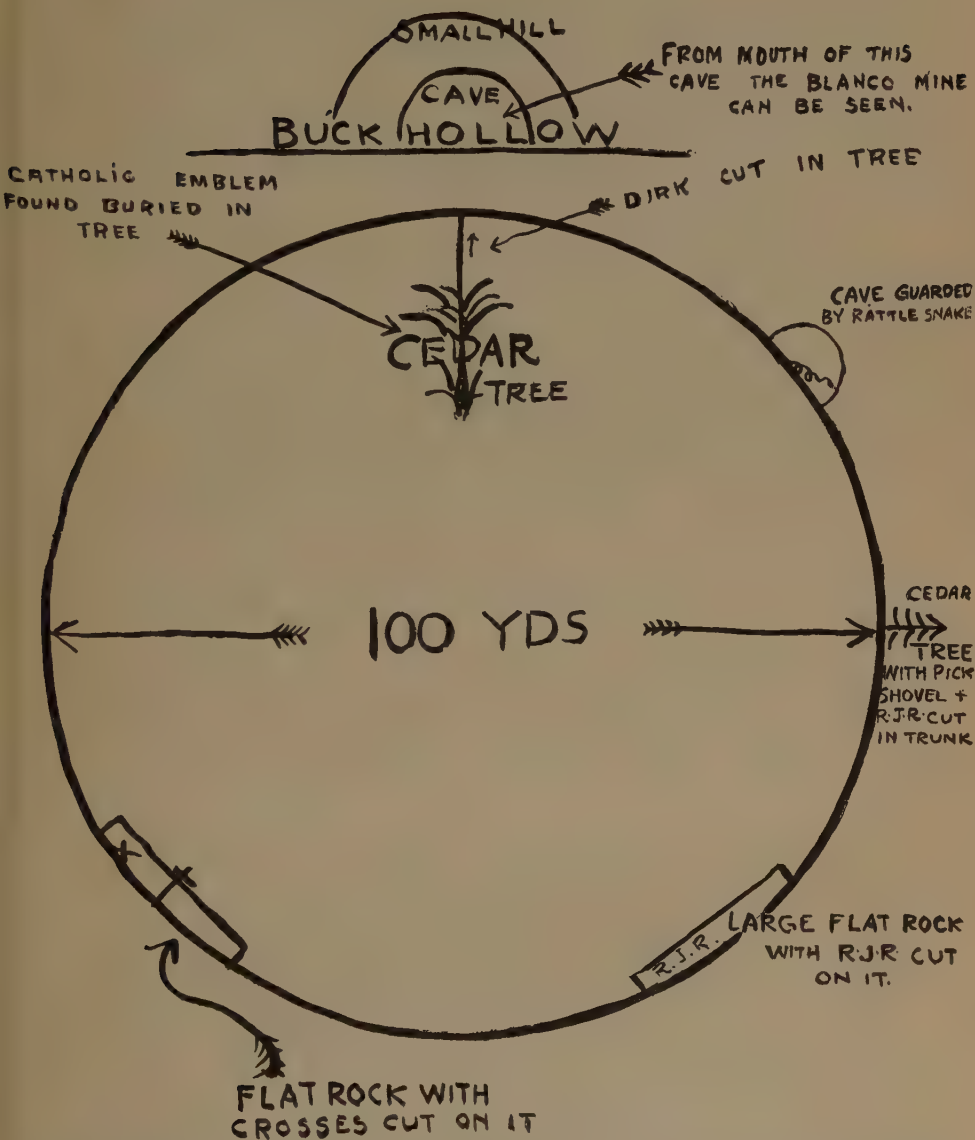 SMALL HILL
CAVE
BUCK HOLLOW
FROM MOUTH OF THIS
CAVE THE BLANCO MINE
CAN BE SEEN.
CATHOLIC EMBLEM
FOUND BURIED IN
TREE
DIRK CUT IN TREE
CAVE GUARDED
BY RATTLE SNAKE
CEDAR
TREE
100 YDS
CEDAR
TREE
WITH PICK
SHOVEL +
R.J.R. CUT
IN TRUNK
R.J.R.
LARGE FLAT ROCK
WITH R.J.R. CUT
ON IT.
FLAT ROCK WITH
CROSSES CUT ON IT